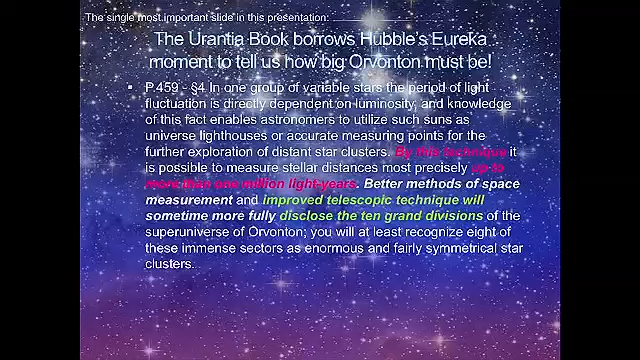 The single most important slide in this presentation:
The Urantia Book borrows Hubble's Eureka
moment to tell us how big Orvonton must be!
P.459 - §4 In one group of variable stars the period of light
fluctuation is directly dependent on luminosity, and knowledge
of this fact enables astronomers to utilize such suns as
universe lighthouses or accurate measuring points for the
further exploration of distant star clusters. By this technique it
is possible to measure stellar distances most precisely up to
more than one million light-years. Better methods of space
measurement and improved telescopic technique will
sometime more fully disclose the ten grand divisions of the
superuniverse of Orvonton; you will at least recognize eight of
these immense sectors as enormous and fairly symmetrical star
clusters.